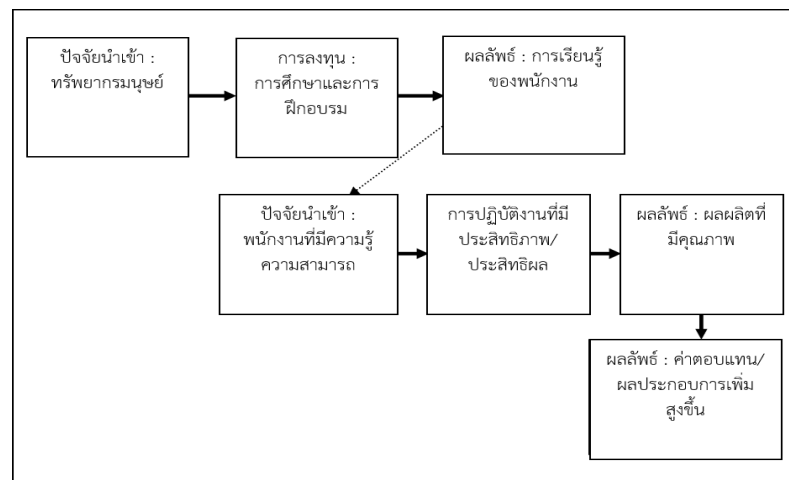 ปัจจัยนำเข้า :
ทรัพยากรมนุษย์
การลงทุน :
การศึกษาและการ
ฝึกอบรม
ผลลัพธ์ : การเรียนรู้
ของพนักงาน
ปัจจัยนำเข้า :
พนักงานที่มีความรู้
ความสามารถ
การปฏิบัติงานที่มี
ประสิทธิภาพ/
ประสิทธิผล
ผลลัพธ์ : ผลผลิตที่
มีคุณภาพ
ผลลัพธ์ : ค่าตอบแทน/
ผลประกอบการเพิ่ม
สูงขึ้น